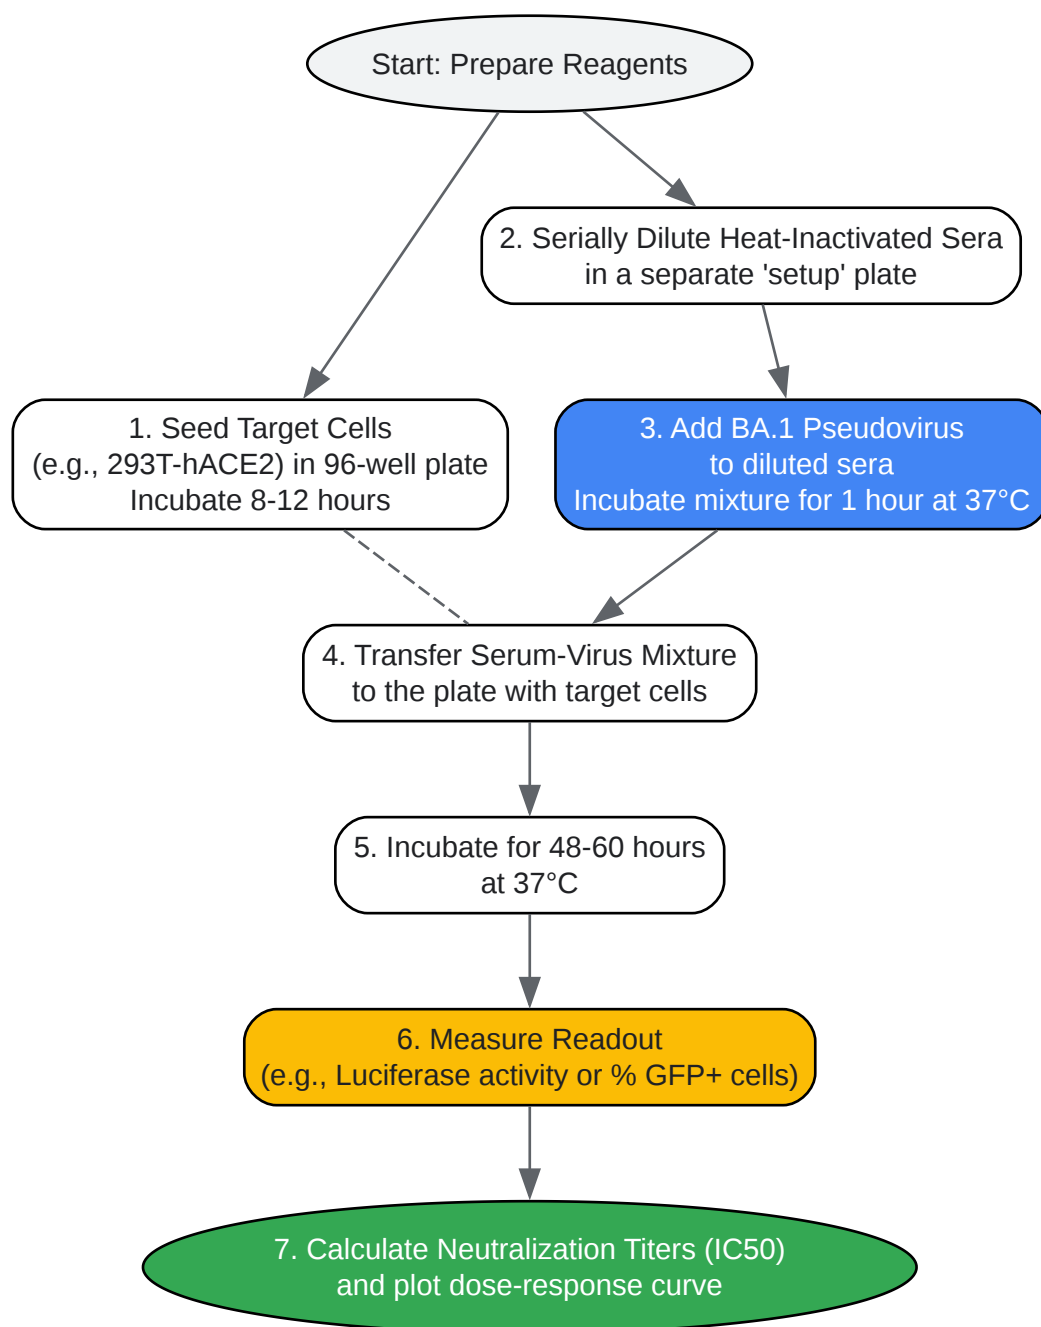 Start: Prepare Reagents
2. Serially Dilute Heat-Inactivated Sera
in a separate 'setup' plate
1. Seed Target Cells
(e.g., 293T-hACE2) in 96-well plate
Incubate 8-12 hours
3. Add BA.1 Pseudovirus
to diluted sera
Incubate mixture for 1 hour at 37°C
4. Transfer Serum-Virus Mixture
to the plate with target cells
5. Incubate for 48-60 hours
at 37°C
6. Measure Readout
(e.g., Luciferase activity or % GFP+ cells)
7. Calculate Neutralization Titers (IC50)
and plot dose-response curve